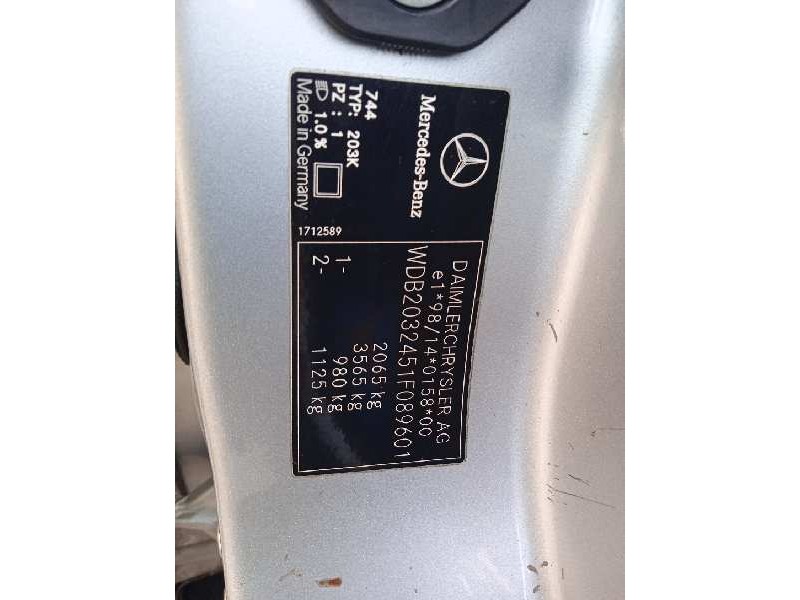 Mercedes-Benz
744
TYP: 203K
PZ : 1
1.0%
Made in Germany
1712589
DAIMLERCHRYSLER AG
e1*98/14*0158*00
WDB2032451F089601
2065 kg
3565 kg
1- 980 kg
2- 1125 kg